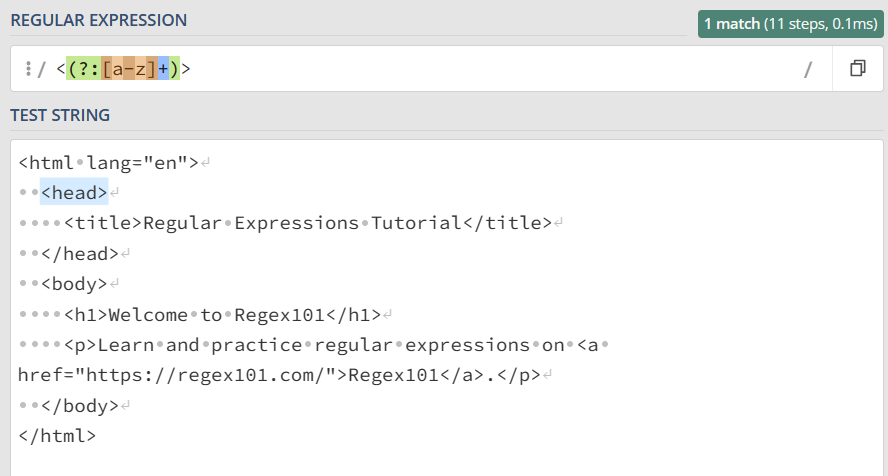 REGULAR EXPRESSION
1 match (11 steps, 0.1ms)
/ <(?:[a-z]+)> /
TEST STRING
<html lang="en">
  <head>
    <title>Regular Expressions Tutorial</title>
  </head>
  <body>
    <h1>Welcome to Regex101</h1>
    <p>Learn and practice regular expressions on <a
href="https://regex101.com/">Regex101</a>.</p>
  </body>
</html>